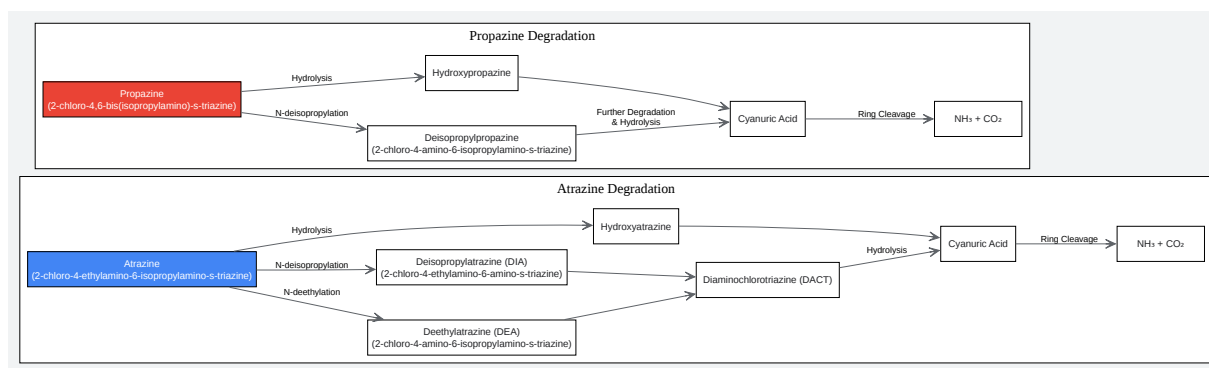 Propazine Degradation
Hydrolysis
Hydroxypropazine
Propazine
(2-chloro-4,6-bis(isopropylamino)-s-triazine)
N-deisopropylation
Deisopropylpropazine
(2-chloro-4-amino-6-isopropylamino-s-triazine)
Further Degradation
& Hydrolysis
Cyanuric Acid
Ring Cleavage
NH₃ + CO₂
Atrazine Degradation
Hydrolysis
Hydroxyatrazine
Atrazine
(2-chloro-4-ethylamino-6-isopropylamino-s-triazine)
N-deisopropylation
Deisopropylatrazine (DIA)
(2-chloro-4-ethylamino-6-amino-s-triazine)
N-deethylation
Deethylatrazine (DEA)
(2-chloro-4-amino-6-isopropylamino-s-triazine)
Diaminochlorotriazine (DACT)
Hydrolysis
Cyanuric Acid
Ring Cleavage
NH₃ + CO₂